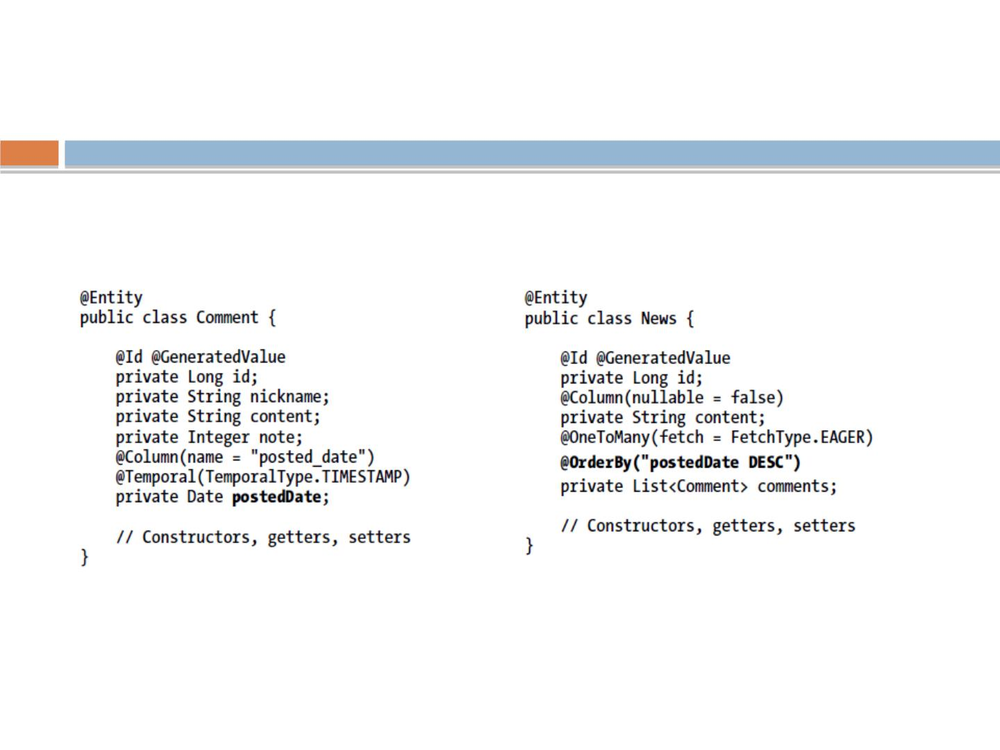 @Entity
public class Comment {
@Id @GeneratedValue
private Long id;
private String nickname;
private String content;
private Integer note;
@Column(name = "posted_date")
@Temporal(TemporalType.TIMESTAMP)
private Date postedDate;
// Constructors, getters, setters
}
@Entity
public class News {
@Id @GeneratedValue
private Long id;
@Column(nullable = false)
private String content;
@OneToMany(fetch = FetchType.EAGER)
@OrderBy("postedDate DESC")
private List<Comment> comments;
// Constructors, getters, setters
}